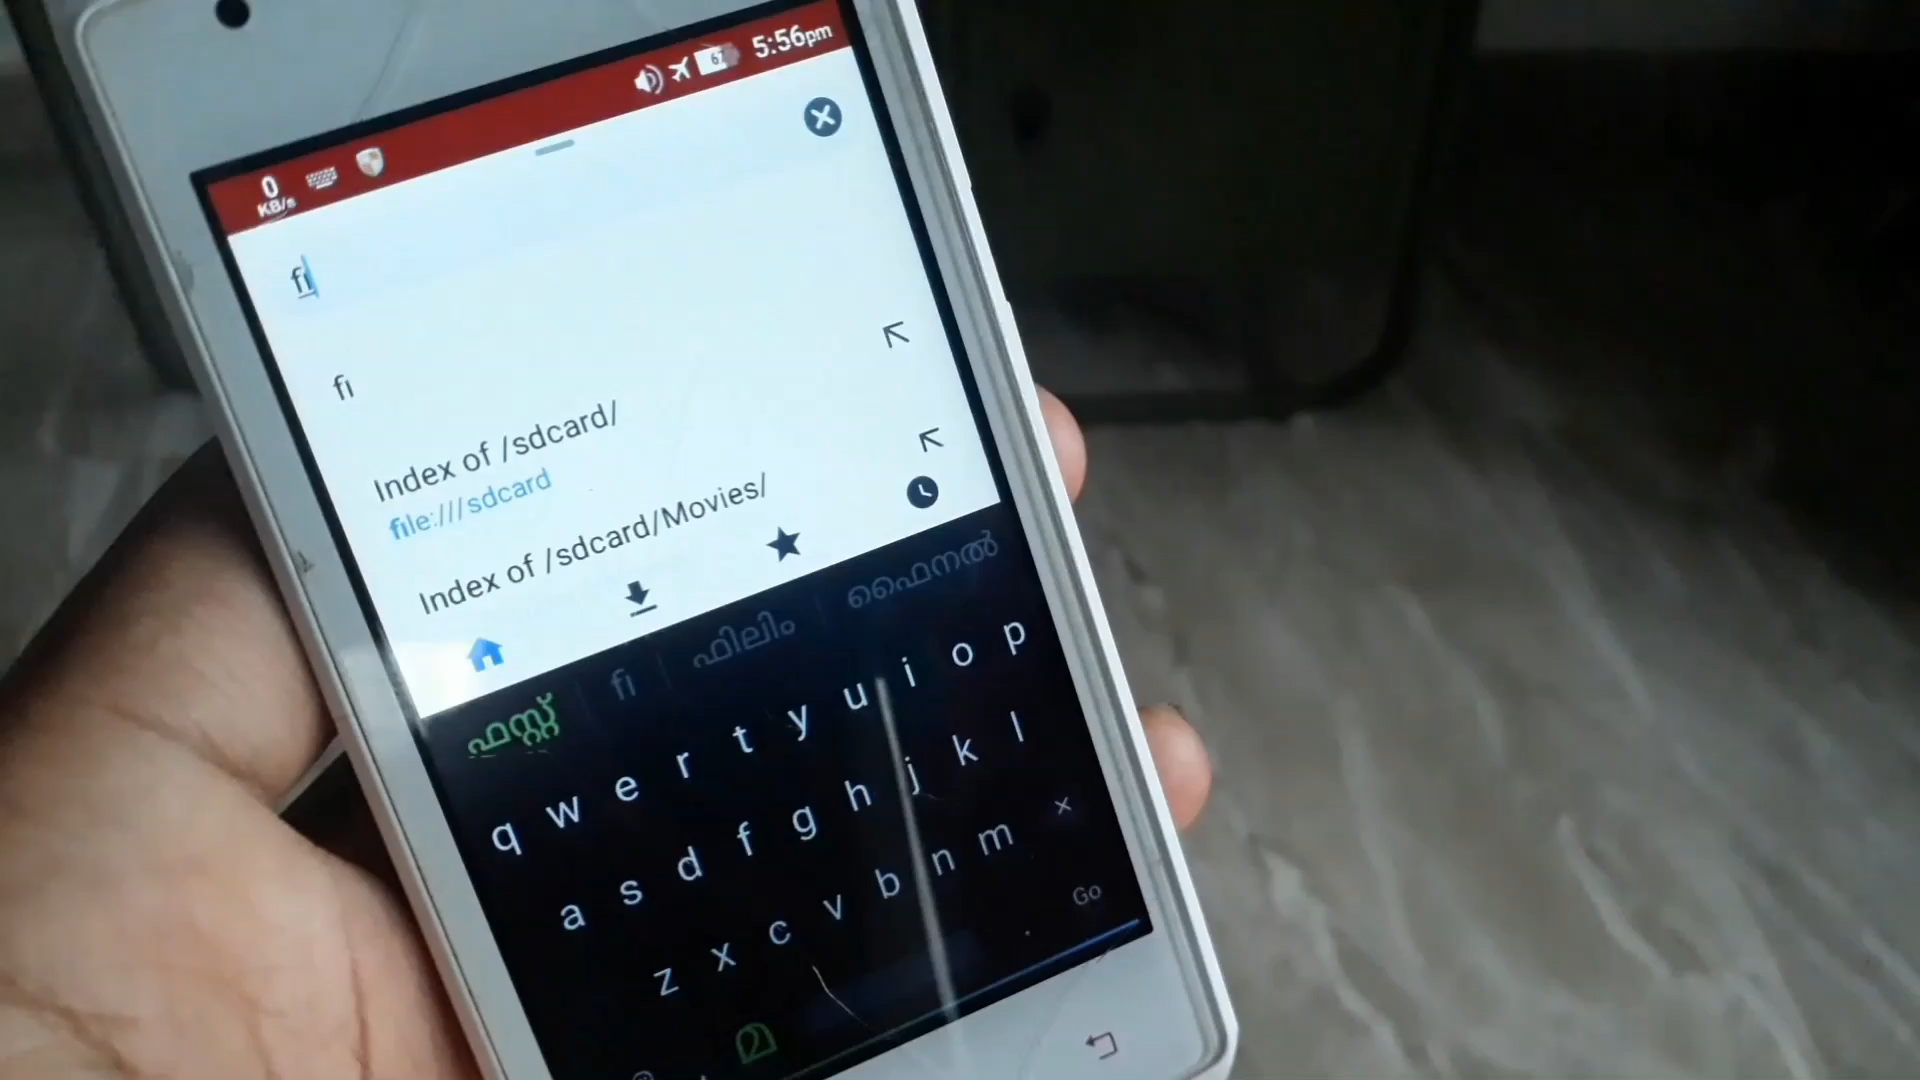 5:56pm
67
0
KB/s
fi
fi
Index of /sdcard/
file:///sdcard
Index of /sdcard/Movies/
ഫസ്റ്റ് fi ഫിലിം ഫൈനൽ
q w e r t y u i o p
a s d f g h j k l
z x c v b n m ×
മ . Go